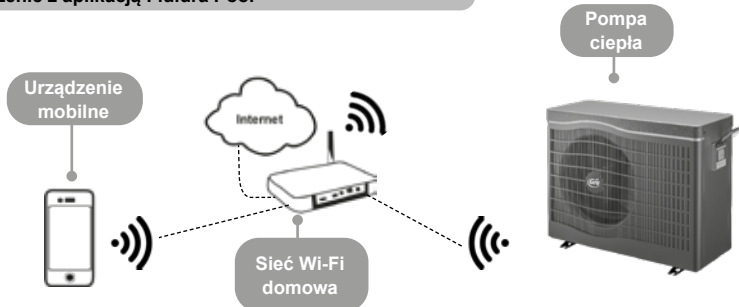 Pompa
ciepła
Urządzenie
mobilne
Internet
Sieć Wi-Fi
domowa